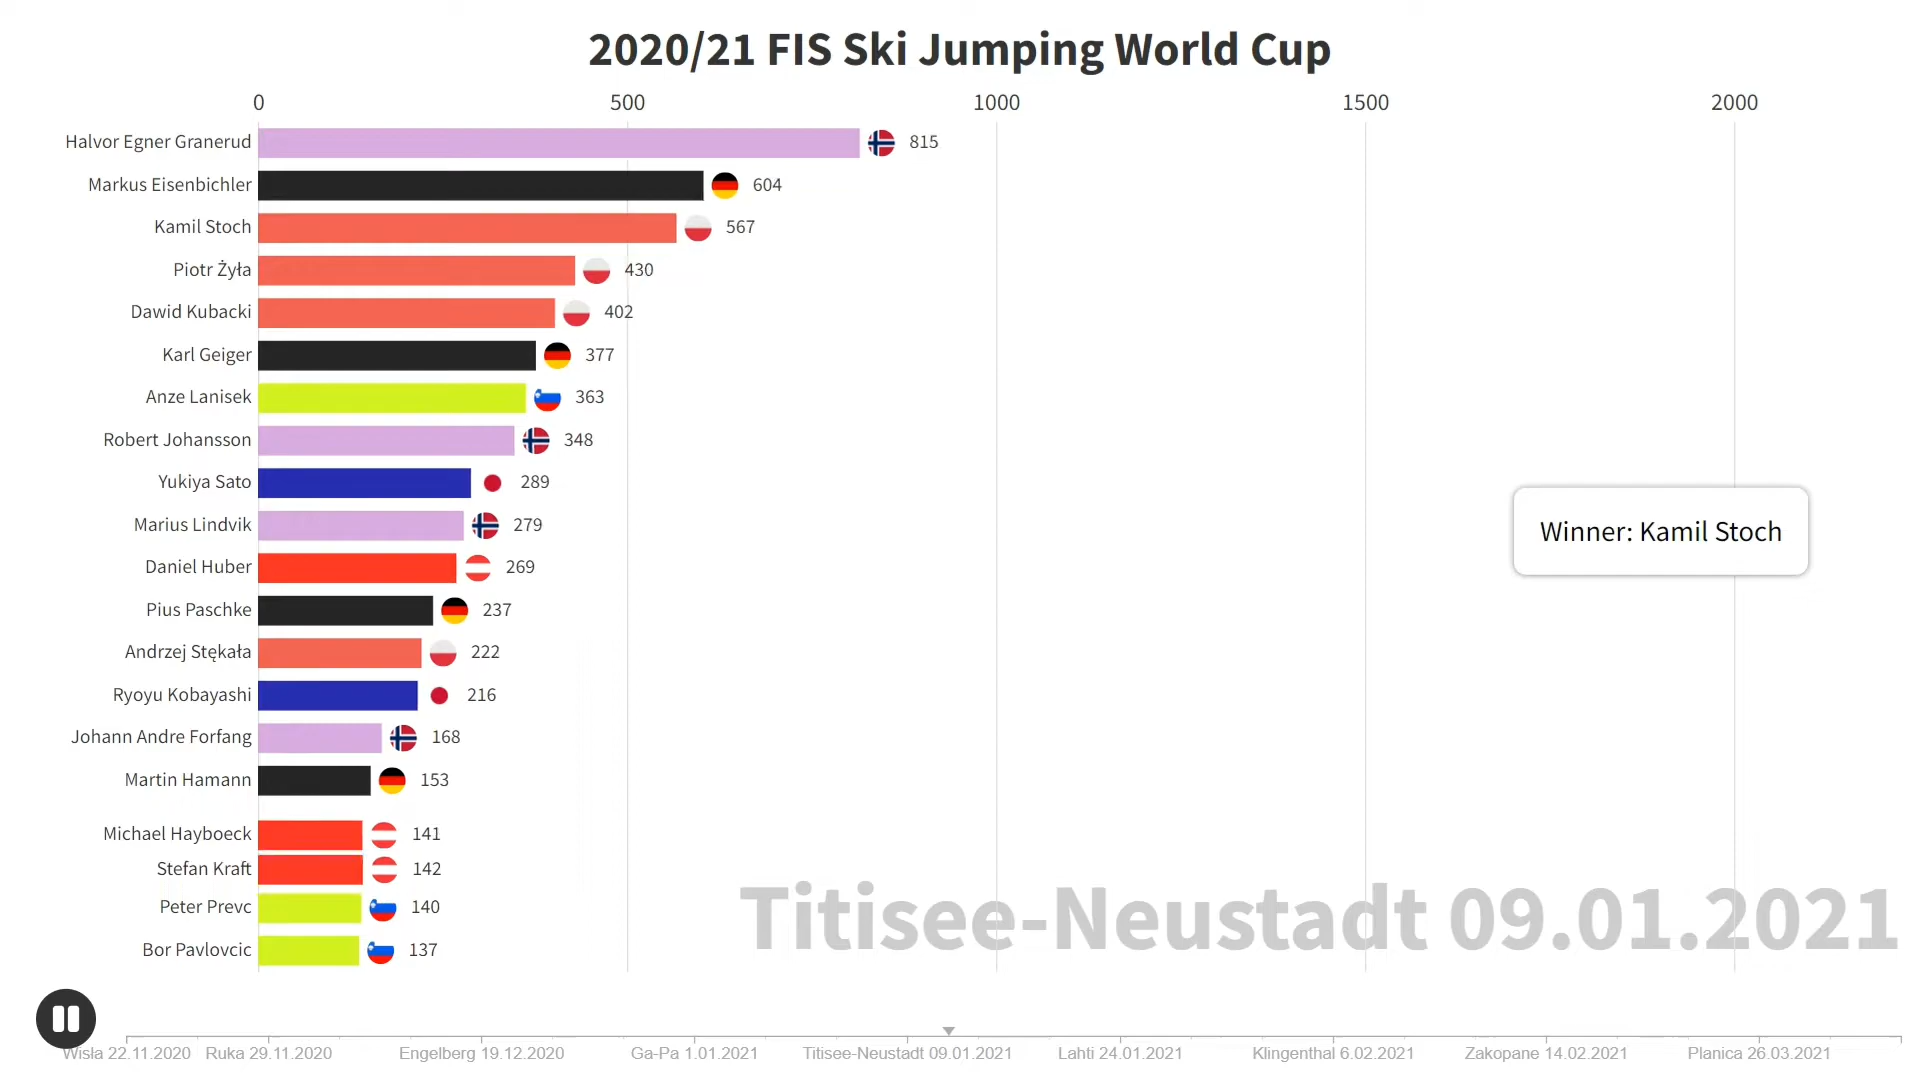 2020/21 FIS Ski Jumping World Cup
0 500 1000 1500 2000
Halvor Egner Granerud 815
Markus Eisenbichler 604
Kamil Stoch 567
Piotr Żyła 430
Dawid Kubacki 402
Karl Geiger 377
Anze Lanisek 363
Robert Johansson 348
Yukiya Sato 289
Marius Lindvik 279
Winner: Kamil Stoch
Daniel Huber 269
Pius Paschke 237
Andrzej Stękała 222
Ryoyu Kobayashi 216
Johann Andre Forfang 168
Martin Hamann 153
Michael Hayboeck 141
Stefan Kraft 142
Peter Prevc 140
Titisee-Neustadt 09.01.2021
Bor Pavlovcic 137
Wisła 22.11.2020 Ruka 29.11.2020 Engelberg 19.12.2020 Ga-Pa 1.01.2021 Titisee-Neustadt 09.01.2021 Lahti 24.01.2021 Klingenthal 6.02.2021 Zakopane 14.02.2021 Planica 26.03.2021